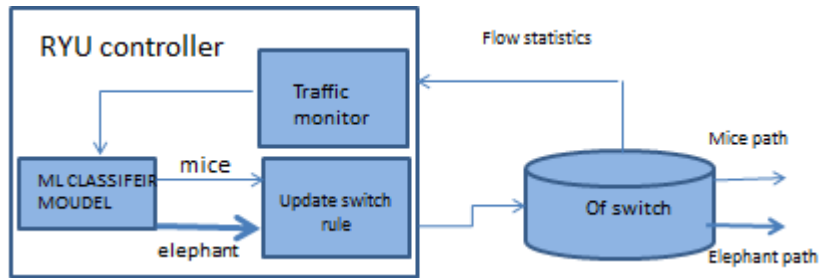 RYU controller
Flow statistics
Traffic
monitor
Mice path
mice
ML CLASSIFEIR
MOUDEL
Update switch
rule
Of switch
elephant
Elephant path